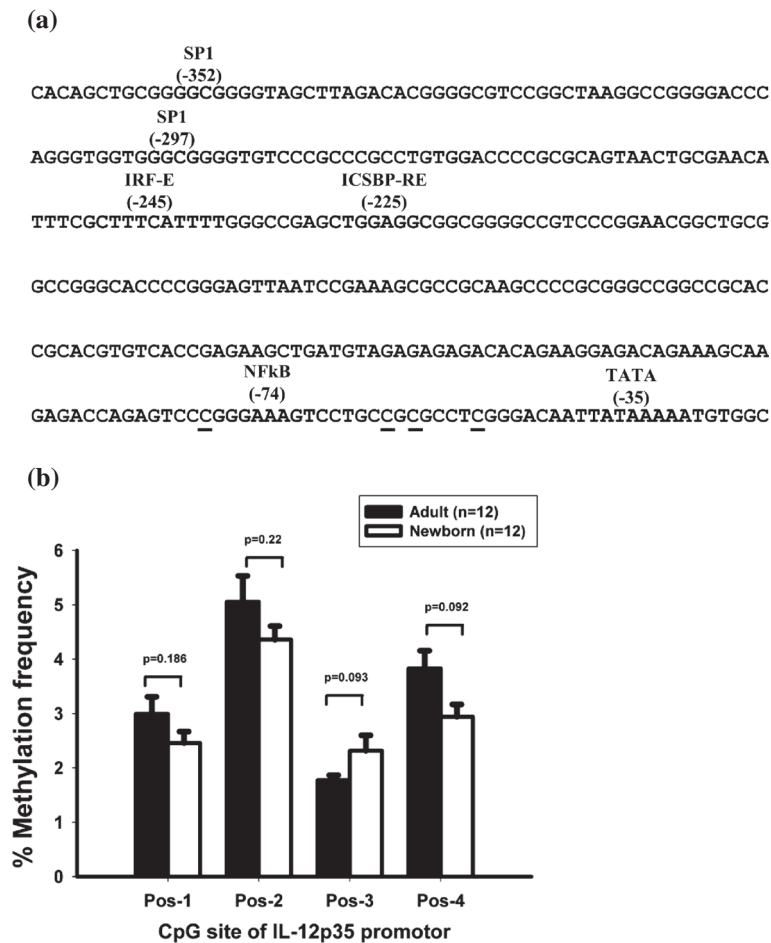 (a)
SP1
(-352)
CACAGCTGCGGGGCGGGGTAGCTTAGACACGGGGCGTCCGGCTAAGGCCGGGGACCC
SP1
(-297)
AGGGTGGTGGGCGGGGTGTCCCGCCCGCCTGTGGACCCCGCGCAGTAACTGCGAACA
IRF-E ICSBP-RE
(-245) (-225)
TTTCGCTTTCATTTTGGGCCGAGCTGGAGGCGGCGGGGCCGTCCCGGAACGGCTGCG
GCCGGGCACCCCGGGAGTTAATCCGAAAGCGCCGCAAGCCCCGCGGGCCGGCCGCAC
CGCACGTGTCACCGAGAAGCTGATGTAGAGAGAGACACAGAAGGAGACAGAAAGCAA
NFkB TATA
(-74) (-35)
GAGACCAGAGTCCCGGGAAAGTCCTGCCGCGCCTCGGGACAATTATAAAAATGTGGC
(b)
Adult (n=12)
Newborn (n=12)
% Methylation frequency
6
5
4
3
2
1
0
p=0.186
p=0.22
p=0.093
p=0.092
Pos-1 Pos-2 Pos-3 Pos-4
CpG site of IL-12p35 promotor